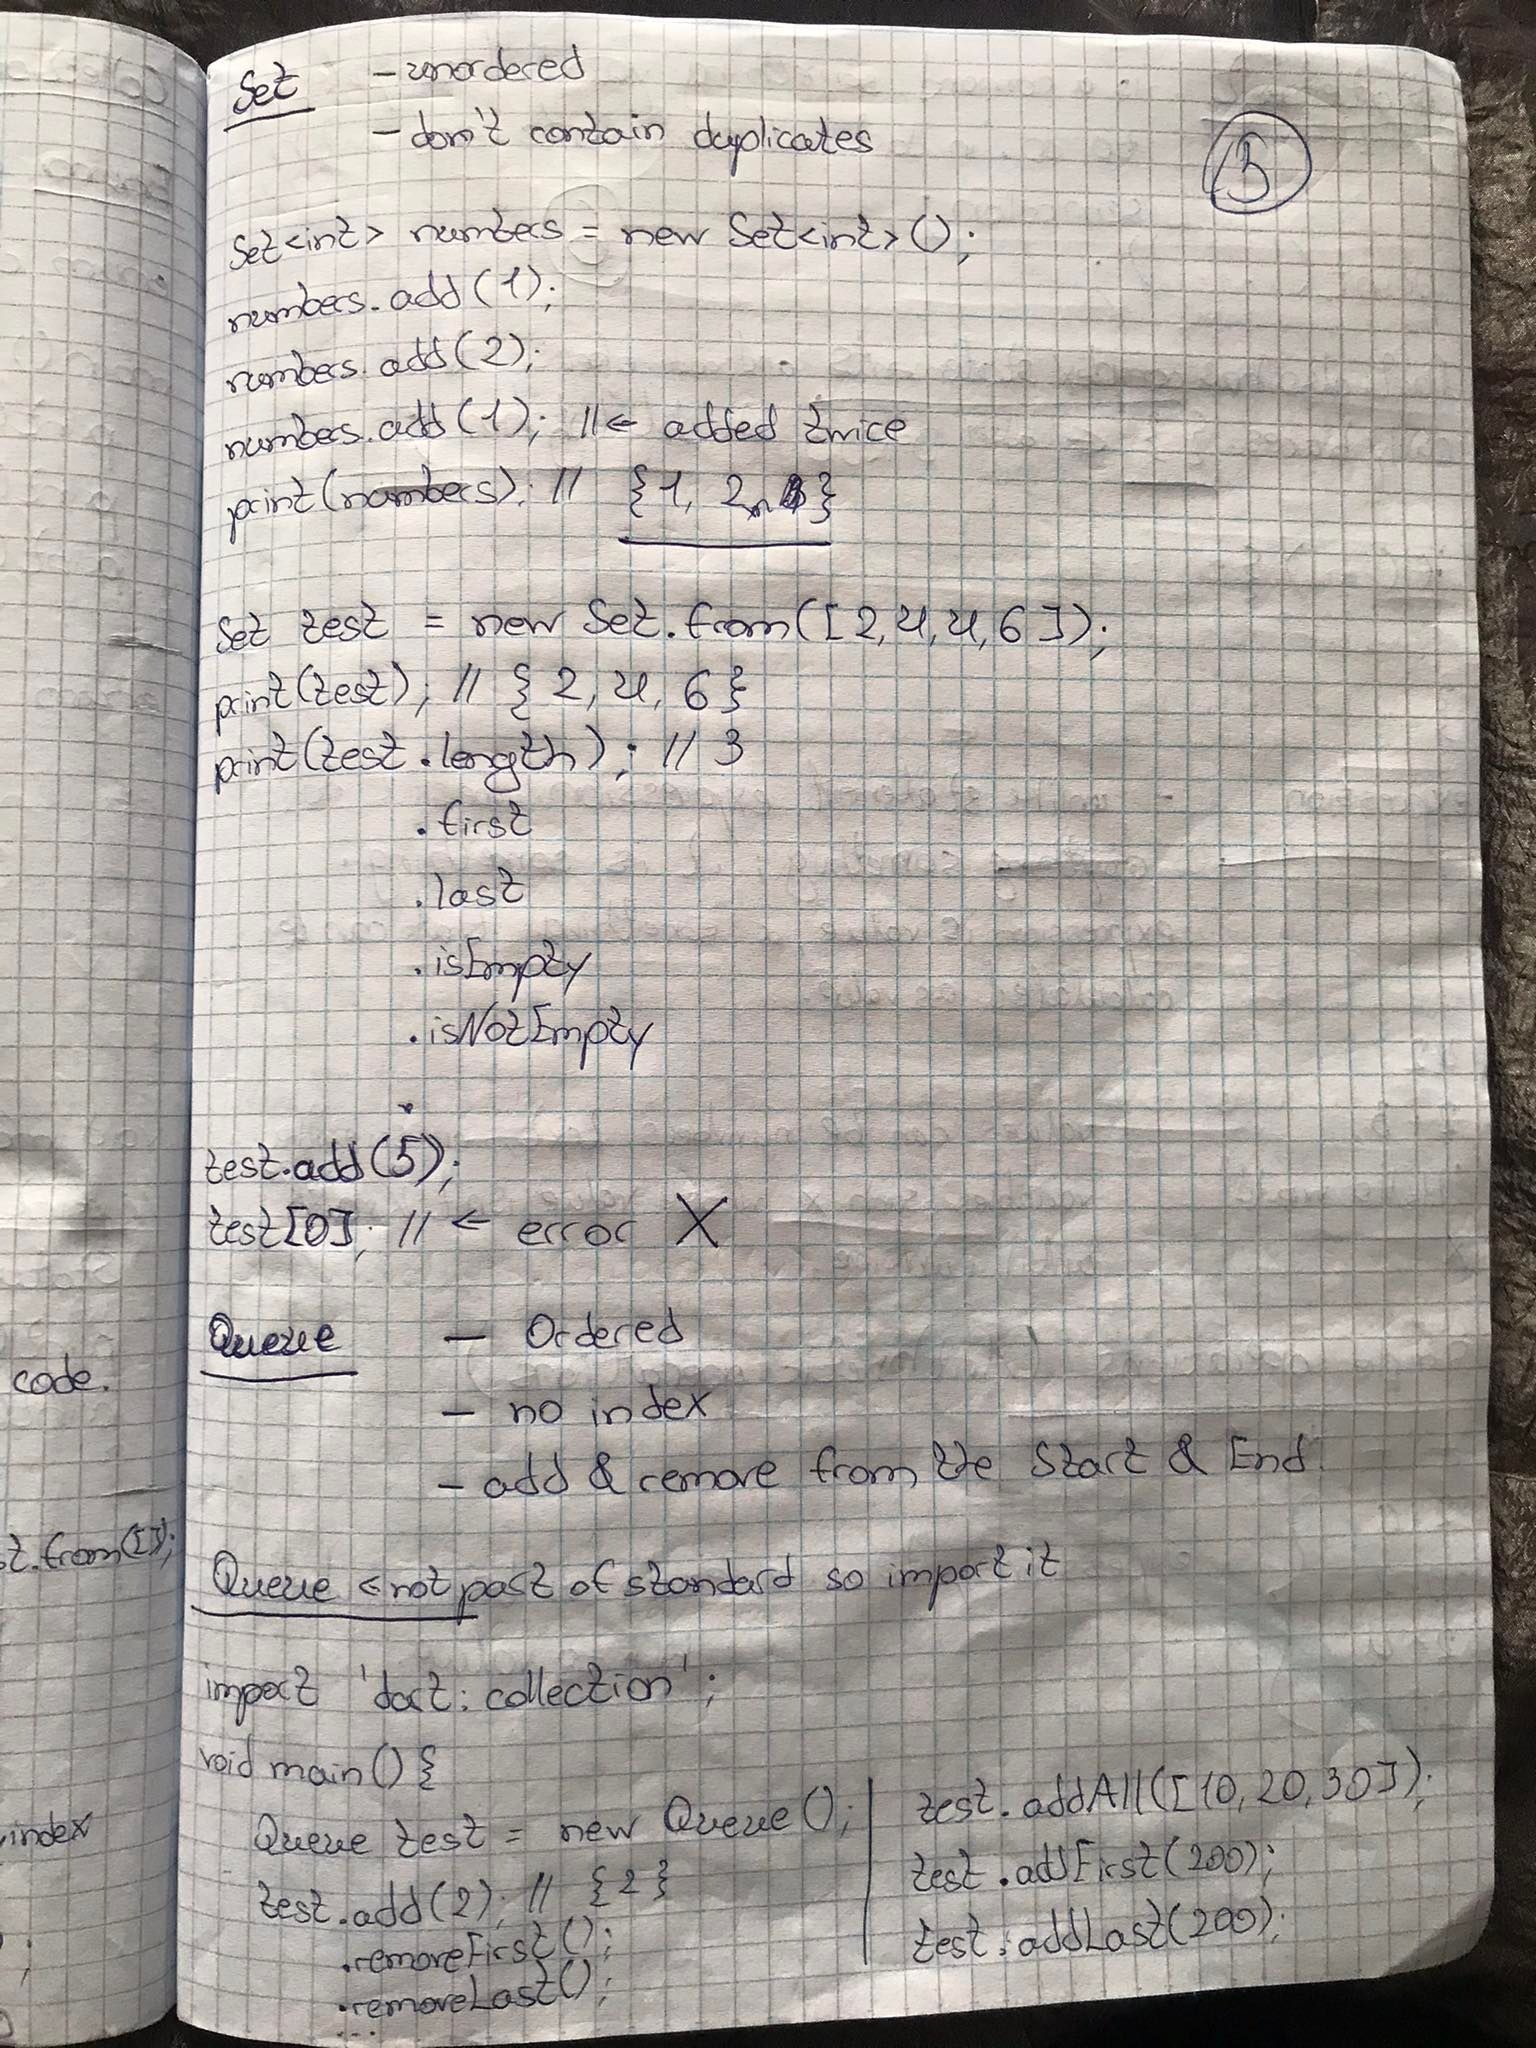 Set - unordered
- don't contain duplicates
5
Set<int> numbers = new Set<int>();
numbers.add(1);
numbers.add(2);
numbers.add(1); //← added twice
print(numbers); // {1, 2}
Set test = new Set.from([2,4,4,6]);
print(test); // {2, 4, 6}
print(test.length); // 3
.first
.last
.isEmpty
.isNotEmpty
test.add(5);
test[0]; // ← error X
Queue - Ordered
- no index
- add & remove from the Start & End.
Queue ← not part of standard so import it
import 'dart:collection';
void main(){
Queue test = new Queue();
test.add(2); // {2}
.removeFirst();
.removeLast();
...
test.addAll([10,20,30]);
test.addFirst(200);
test.addLast(200);
code.
t.from([]);
index
;